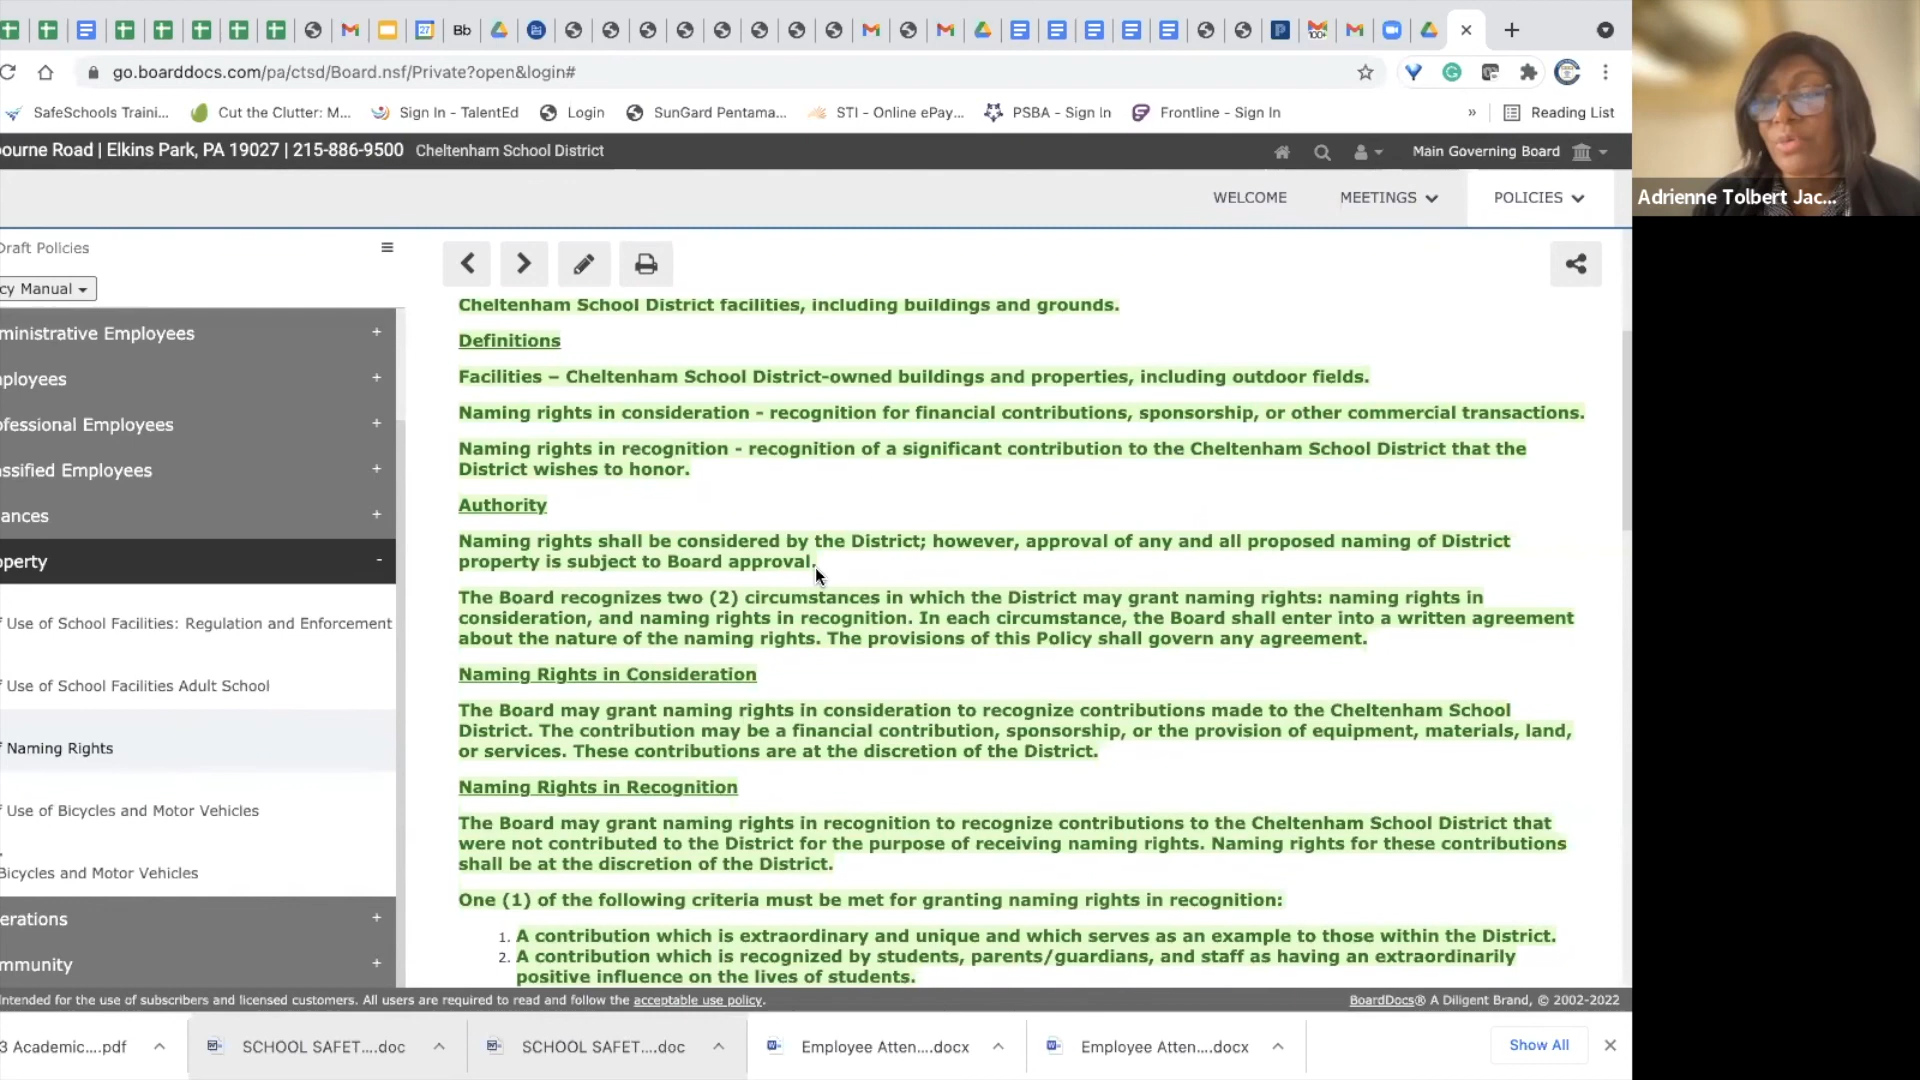 Bb
27
100+
go.boarddocs.com/pa/ctsd/Board.nsf/Private?open&login#
SafeSchools Traini...
Cut the Clutter: M...
Sign In - TalentEd
Login
SunGard Pentama...
STI - Online ePay...
PSBA - Sign In
Frontline - Sign In
»
Reading List
bourne Road | Elkins Park, PA 19027 | 215-886-9500 Cheltenham School District
Main Governing Board
WELCOME
MEETINGS
POLICIES
Adrienne Tolbert Jac...
Draft Policies
cy Manual
ministrative Employees +
ployees +
ofessional Employees +
assified Employees +
ances +
operty -
f Use of School Facilities: Regulation and Enforcement
f Use of School Facilities Adult School
f Naming Rights
f Use of Bicycles and Motor Vehicles
Bicycles and Motor Vehicles
erations +
mmunity +
Cheltenham School District facilities, including buildings and grounds.
Definitions
Facilities – Cheltenham School District-owned buildings and properties, including outdoor fields.
Naming rights in consideration - recognition for financial contributions, sponsorship, or other commercial transactions.
Naming rights in recognition - recognition of a significant contribution to the Cheltenham School District that the
District wishes to honor.
Authority
Naming rights shall be considered by the District; however, approval of any and all proposed naming of District
property is subject to Board approval.
The Board recognizes two (2) circumstances in which the District may grant naming rights: naming rights in
consideration, and naming rights in recognition. In each circumstance, the Board shall enter into a written agreement
about the nature of the naming rights. The provisions of this Policy shall govern any agreement.
Naming Rights in Consideration
The Board may grant naming rights in consideration to recognize contributions made to the Cheltenham School
District. The contribution may be a financial contribution, sponsorship, or the provision of equipment, materials, land,
or services. These contributions are at the discretion of the District.
Naming Rights in Recognition
The Board may grant naming rights in recognition to recognize contributions to the Cheltenham School District that
were not contributed to the District for the purpose of receiving naming rights. Naming rights for these contributions
shall be at the discretion of the District.
One (1) of the following criteria must be met for granting naming rights in recognition:
1. A contribution which is extraordinary and unique and which serves as an example to those within the District.
2. A contribution which is recognized by students, parents/guardians, and staff as having an extraordinarily
positive influence on the lives of students.
intended for the use of subscribers and licensed customers. All users are required to read and follow the acceptable use policy.
BoardDocs® A Diligent Brand, © 2002-2022
3 Academic....pdf
SCHOOL SAFET....doc
SCHOOL SAFET....doc
Employee Atten....docx
Employee Atten....docx
Show All